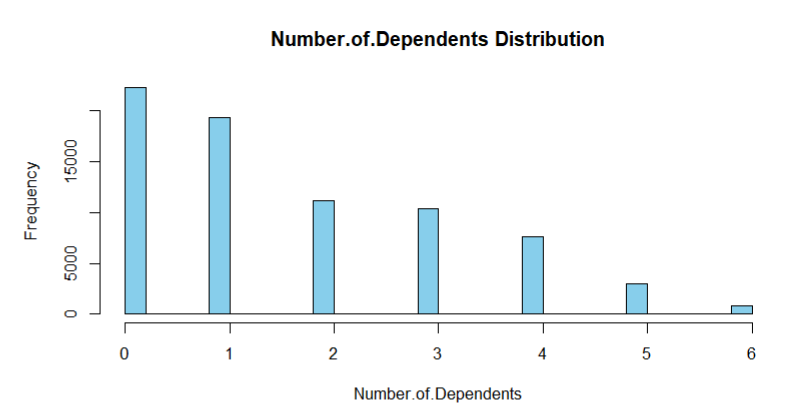 Number.of.Dependents Distribution
Frequency
15000
5000
0
0 1 2 3 4 5 6
Number.of.Dependents